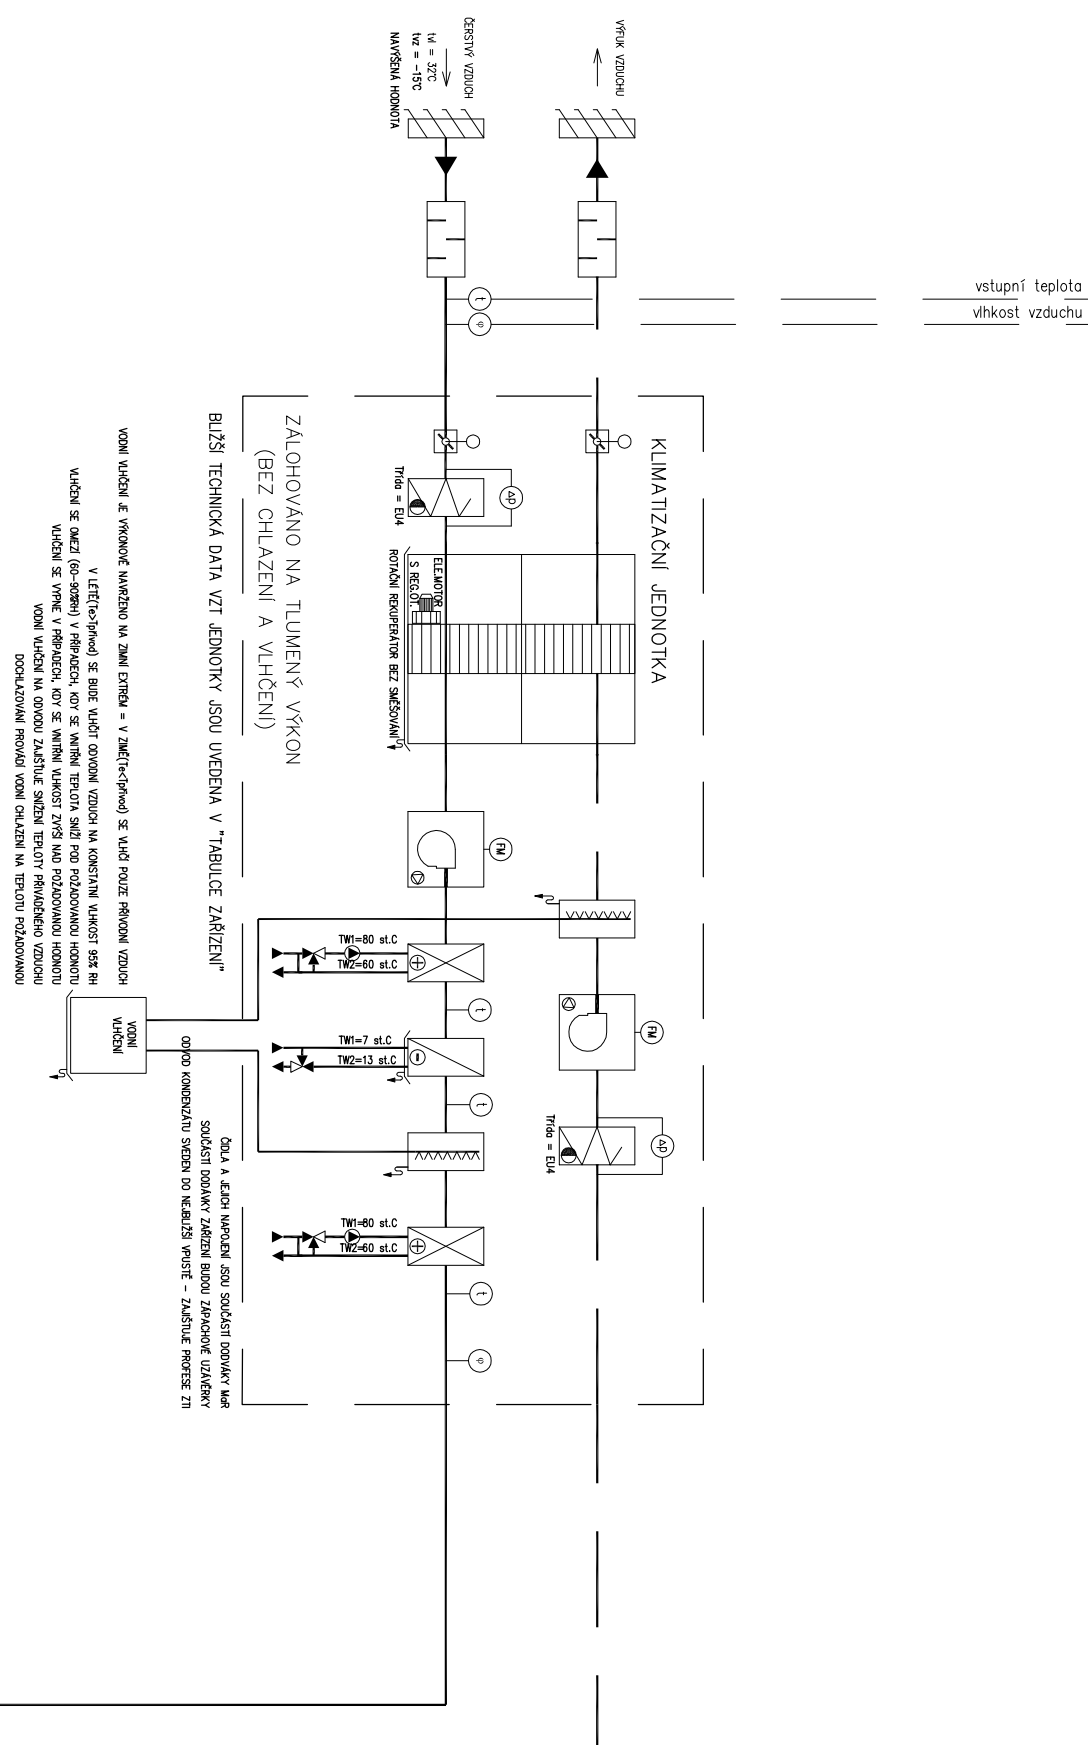 VÝFUK VZDUCHU
ČERSTVÝ VZDUCH
tvl = 32°C
tvz = -15°C
NAVÝŠENÁ HODNOTA
vstupní teplota
vlhkost vzduchu
t
φ
KLIMATIZAČNÍ JEDNOTKA
ZÁLOHOVÁNO NA TLUMENÝ VÝKON
(BEZ CHLAZENÍ A VLHČENÍ)
BLIŽŠÍ TECHNICKÁ DATA VZT JEDNOTKY JSOU UVEDENA V "TABULCE ZAŘÍZENÍ"
Δp
Třída = EU4
ELE.MOTOR
S REG.OT.
ROTAČNÍ REKUPERÁTOR BEZ SMĚŠOVÁNÍ
FM
TW1=80 st.C
TW2=60 st.C
t
FM
TW1=7 st.C
TW2=13 st.C
t
Δp
Třída = EU4
TW1=80 st.C
TW2=60 st.C
t
φ
VODNÍ
VLHČENÍ
VODNÍ VLHČENÍ JE VÝKONOVĚ NAVRŽENO NA ZIMNÍ EXTRÉM = V ZIMĚ(Te<Tpřívod) SE VLHČÍ POUZE PŘÍVODNÍ VZDUCH
V LÉTĚ(Te>Tpřívod) SE BUDE VLHČIT ODVODNÍ VZDUCH NA KONSTATNÍ VLHKOST 95% RH
VLHČENÍ SE OMEZÍ (60-90%RH) V PŘÍPADECH, KDY SE VNITŘNÍ TEPLOTA SNÍŽÍ POD POŽADOVANOU HODNOTU
VLHČENÍ SE VYPNE V PŘÍPADECH, KDY SE VNITŘNÍ VLHKOST ZVÝŠÍ NAD POŽADOVANOU HODNOTU
VODNÍ VLHČENÍ NA ODVODU ZAJIŠŤUJE SNÍŽENÍ TEPLOTY PŘIVÁDĚNÉHO VZDUCHU
DOCHLAZOVÁNÍ PROVÁDÍ VODNÍ CHLAZENÍ NA TEPLOTU POŽADOVANOU
ČIDLA A JEJICH NAPOJENÍ JSOU SOUČÁSTÍ DODVÁKY MaR
SOUČÁSTÍ DODÁVKY ZAŘÍZENÍ BUDOU ZÁPACHOVÉ UZÁVĚRKY
ODVOD KONDENZÁTU SVEDEN DO NEJBLIŽŠÍ VPUSTĚ - ZAJIŠTUJE PROFESE ZTI